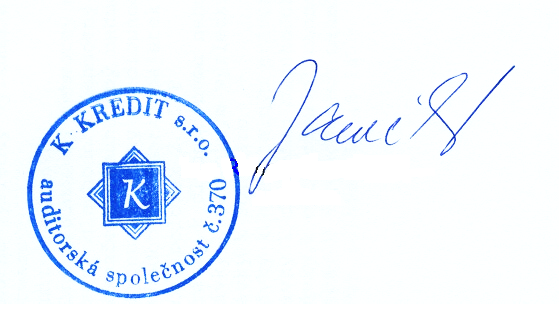 K KREDIT s.r.o.
K
auditorská společnost č.370